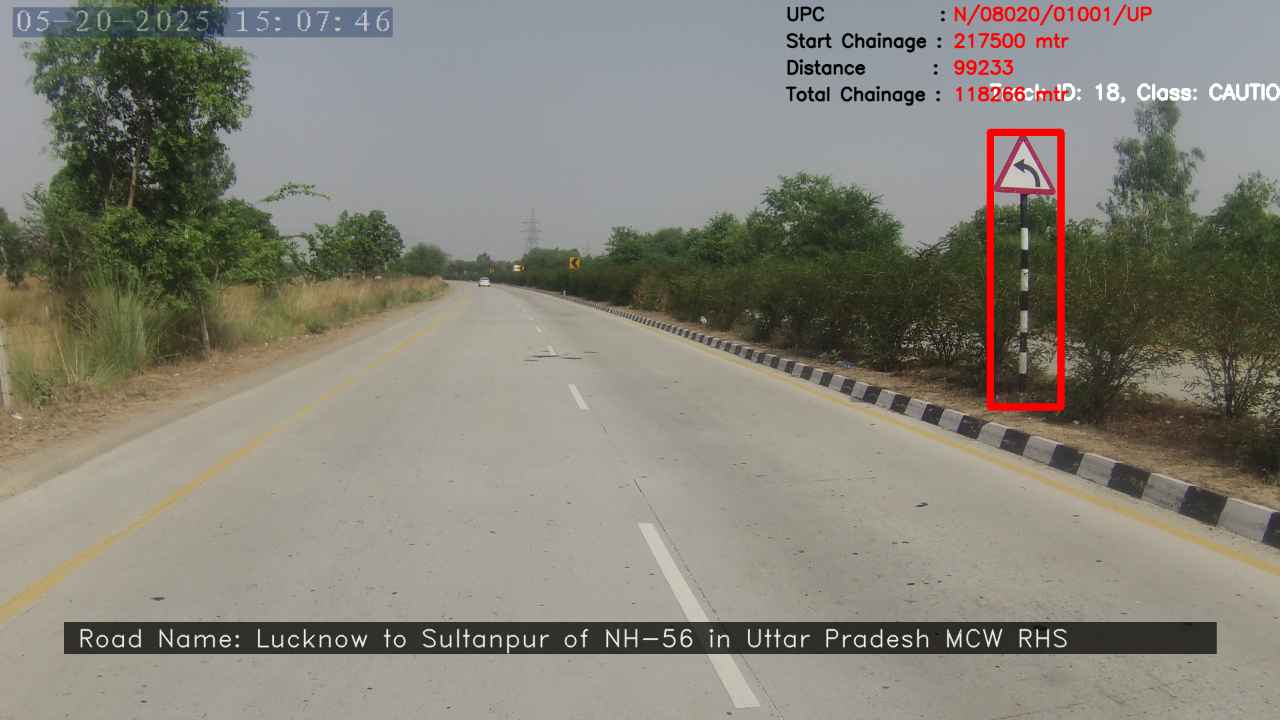 05-20-2025 15:07:46
UPC : N/08020/01001/UP
Start Chainage : 217500 mtr
Distance : 99233
Total Chainage : 118266 mtr
ID: 18, Class: CAUTIO
Road Name: Lucknow to Sultanpur of NH-56 in Uttar Pradesh MCW RHS